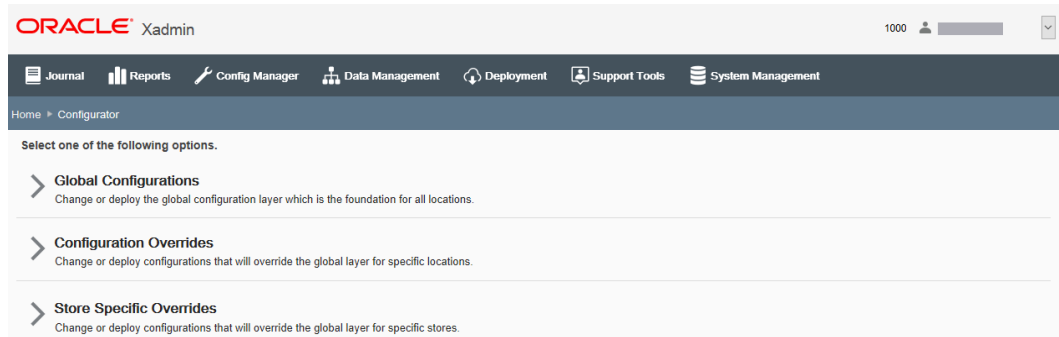 ORACLE® Xadmin
1000
Journal Reports Config Manager Data Management Deployment Support Tools System Management
Home Configurator
Select one of the following options.
Global Configurations
Change or deploy the global configuration layer which is the foundation for all locations.
Configuration Overrides
Change or deploy configurations that will override the global layer for specific locations.
Store Specific Overrides
Change or deploy configurations that will override the global layer for specific stores.